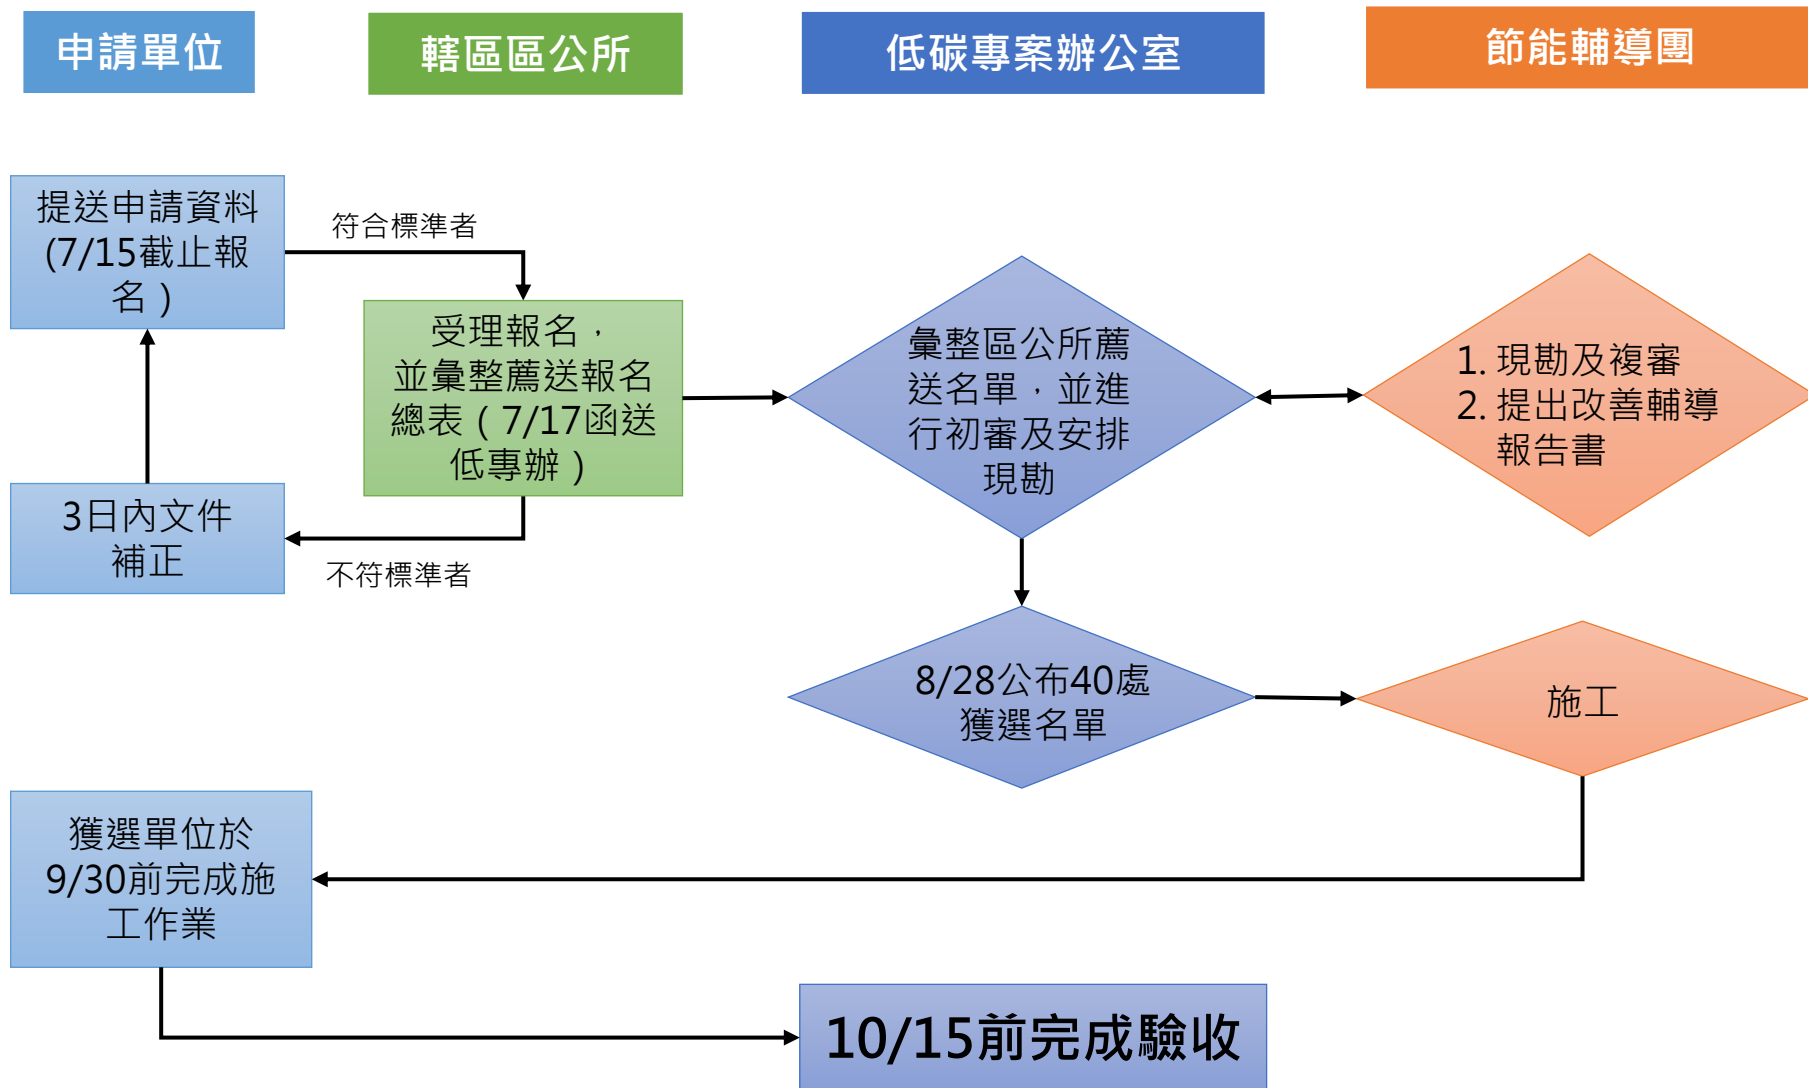 申請單位
轄區區公所
低碳專案辦公室
節能輔導團
提送申請資料
(7/15截止報
名）
符合標準者
受理報名，
並彙整薦送報名
總表（7/17函送
低專辦）
彙整區公所薦
送名單，並進
行初審及安排
現勘
1. 現勘及複審
2. 提出改善輔導
報告書
3日內文件
補正
不符標準者
8/28公布40處
獲選名單
施工
獲選單位於
9/30前完成施
工作業
10/15前完成驗收